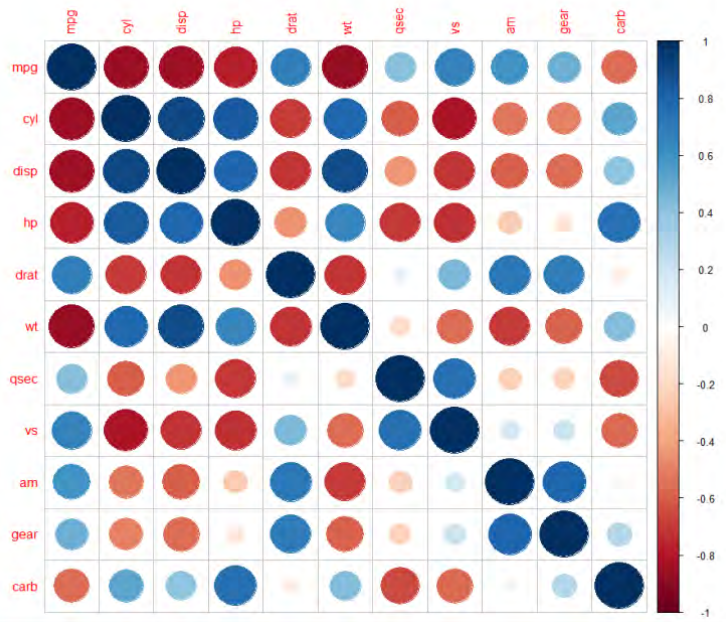 mpg cyl disp hp drat wt qsec vs am gear carb
mpg
cyl
disp
hp
drat
wt
qsec
vs
am
gear
carb
1
0.8
0.6
0.4
0.2
0
-0.2
-0.4
-0.6
-0.8
-1